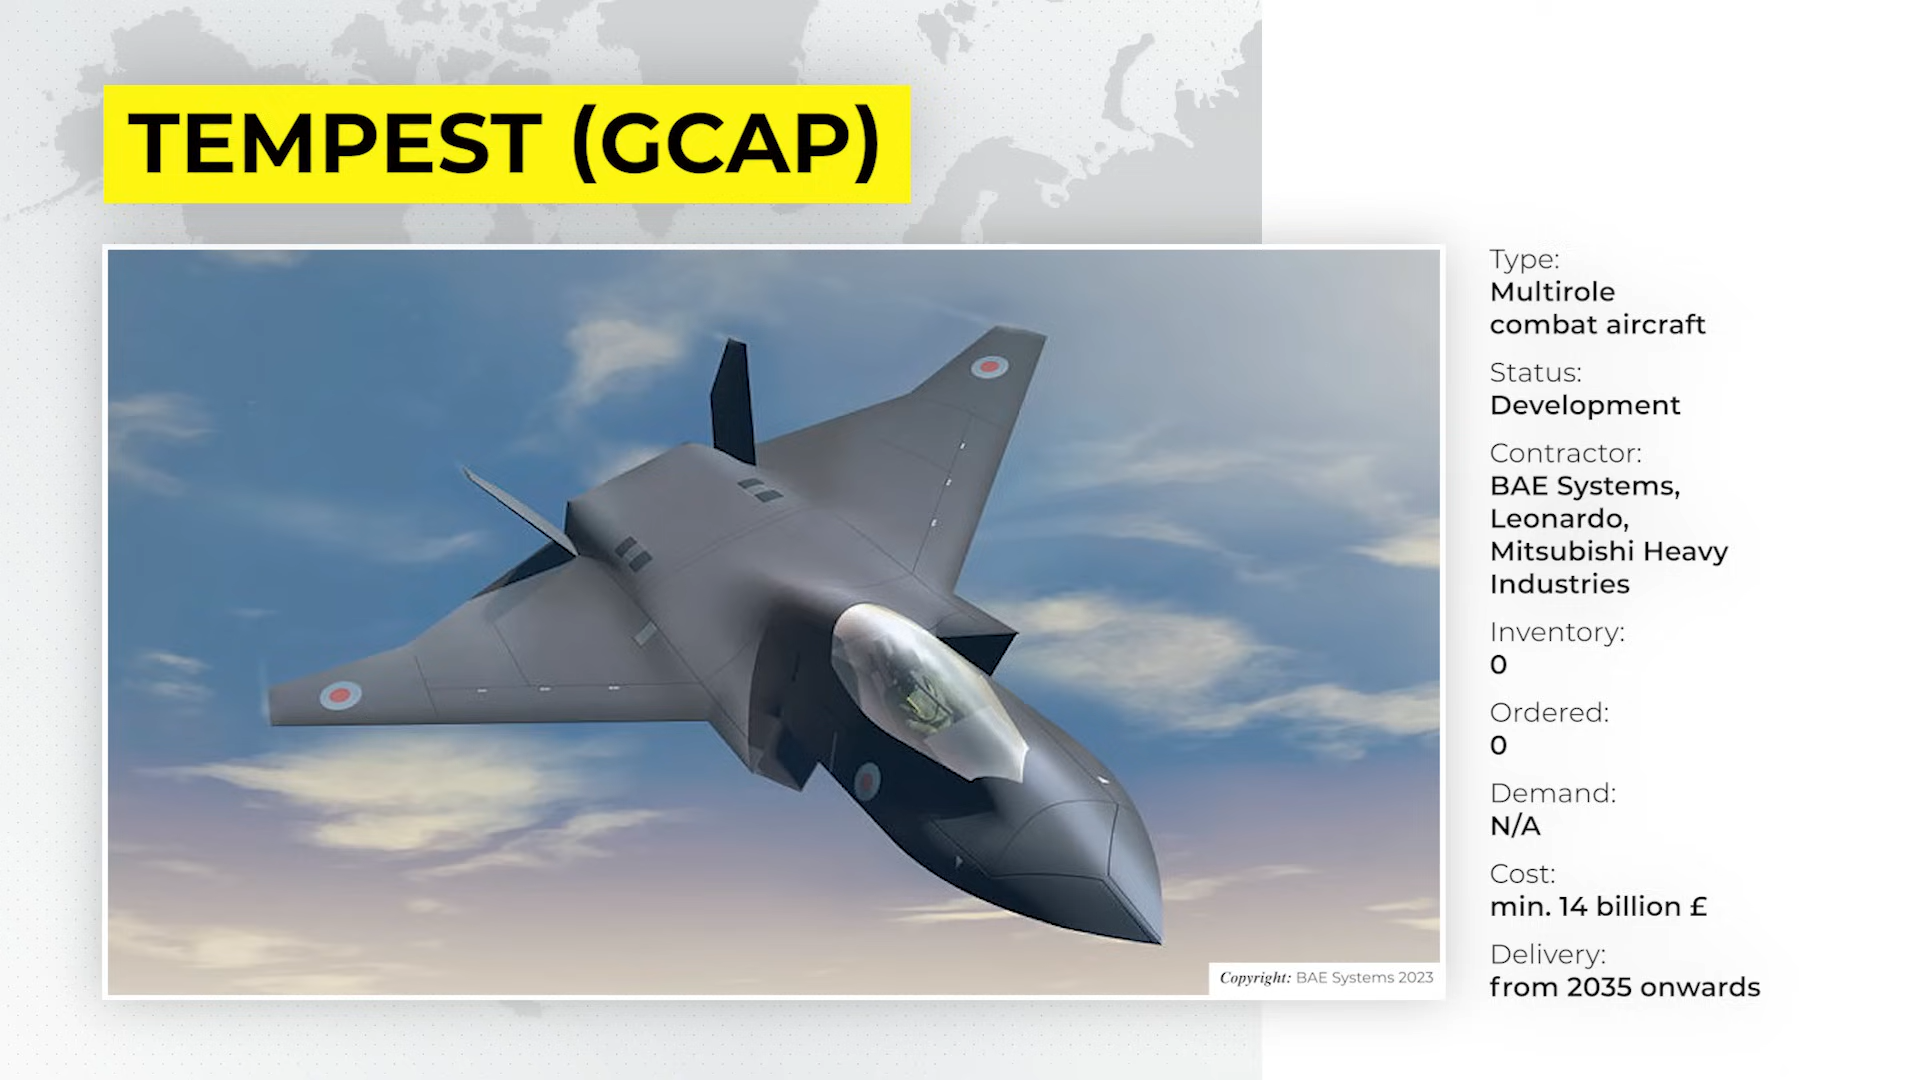 TEMPEST (GCAP)
Type:
Multirole
combat aircraft
Status:
Development
Contractor:
BAE Systems,
Leonardo,
Mitsubishi Heavy
Industries
Inventory:
0
Ordered:
0
Demand:
N/A
Cost:
min. 14 billion £
Delivery:
from 2035 onwards
Copyright: BAE Systems 2023